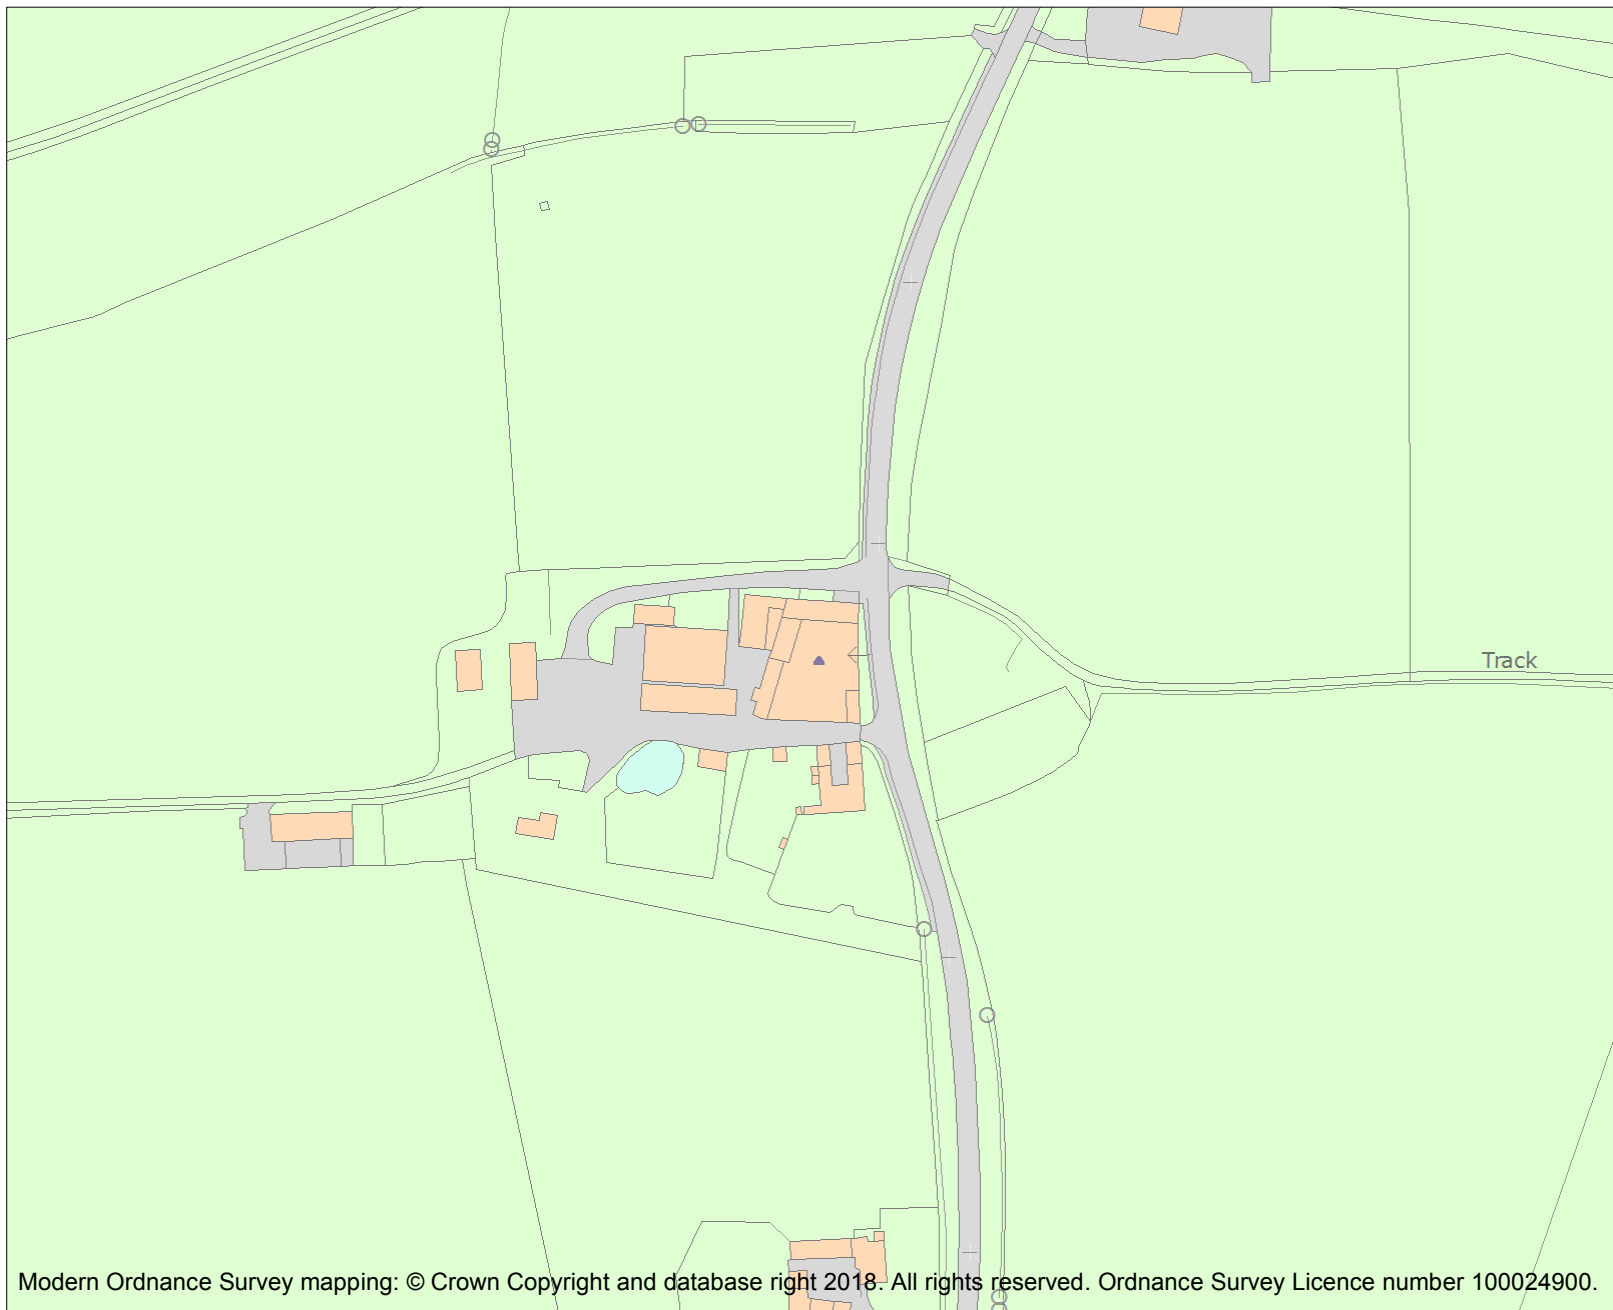 Track
Modern Ordnance Survey mapping: © Crown Copyright and database right 2018. All rights reserved. Ordnance Survey Licence number 100024900.